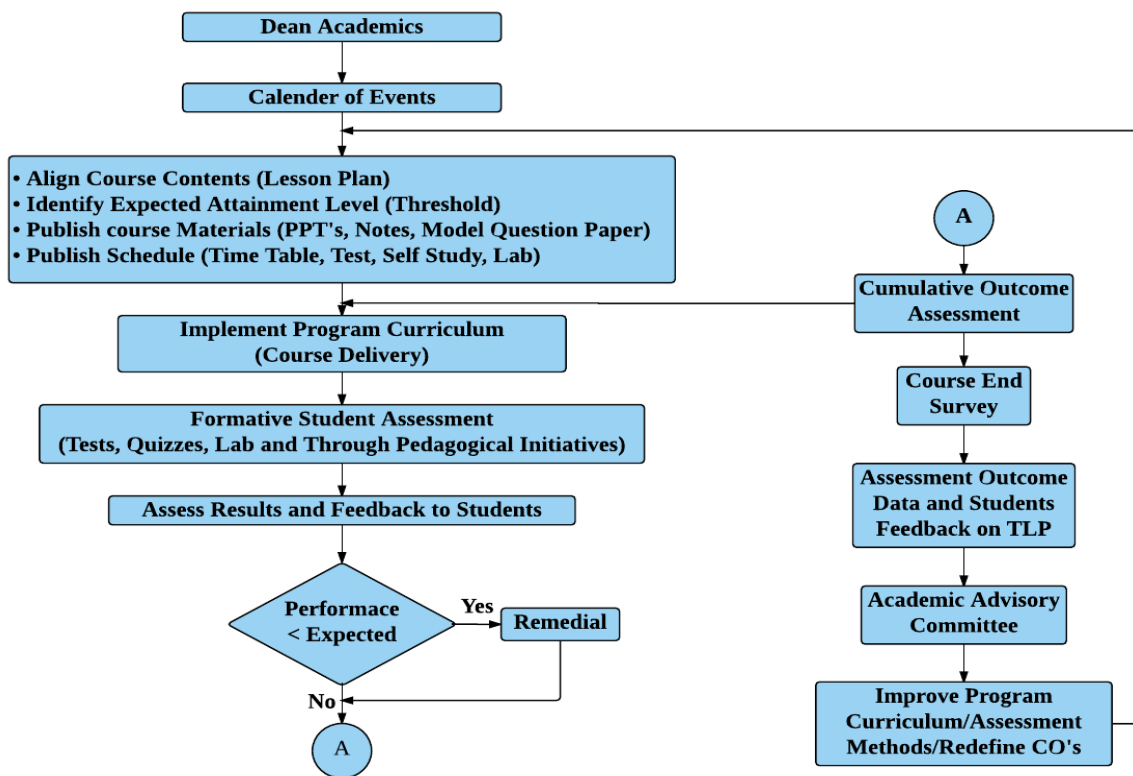 Dean Academics
Calender of Events
• Align Course Contents (Lesson Plan)
• Identify Expected Attainment Level (Threshold)
• Publish course Materials (PPT's, Notes, Model Question Paper)
• Publish Schedule (Time Table, Test, Self Study, Lab)
Implement Program Curriculum
(Course Delivery)
Formative Student Assessment
(Tests, Quizzes, Lab and Through Pedagogical Initiatives)
Assess Results and Feedback to Students
Performace
< Expected
Yes
Remedial
No
A
A
Cumulative Outcome
Assessment
Course End
Survey
Assessment Outcome
Data and Students
Feedback on TLP
Academic Advisory
Committee
Improve Program
Curriculum/Assessment
Methods/Redefine CO's